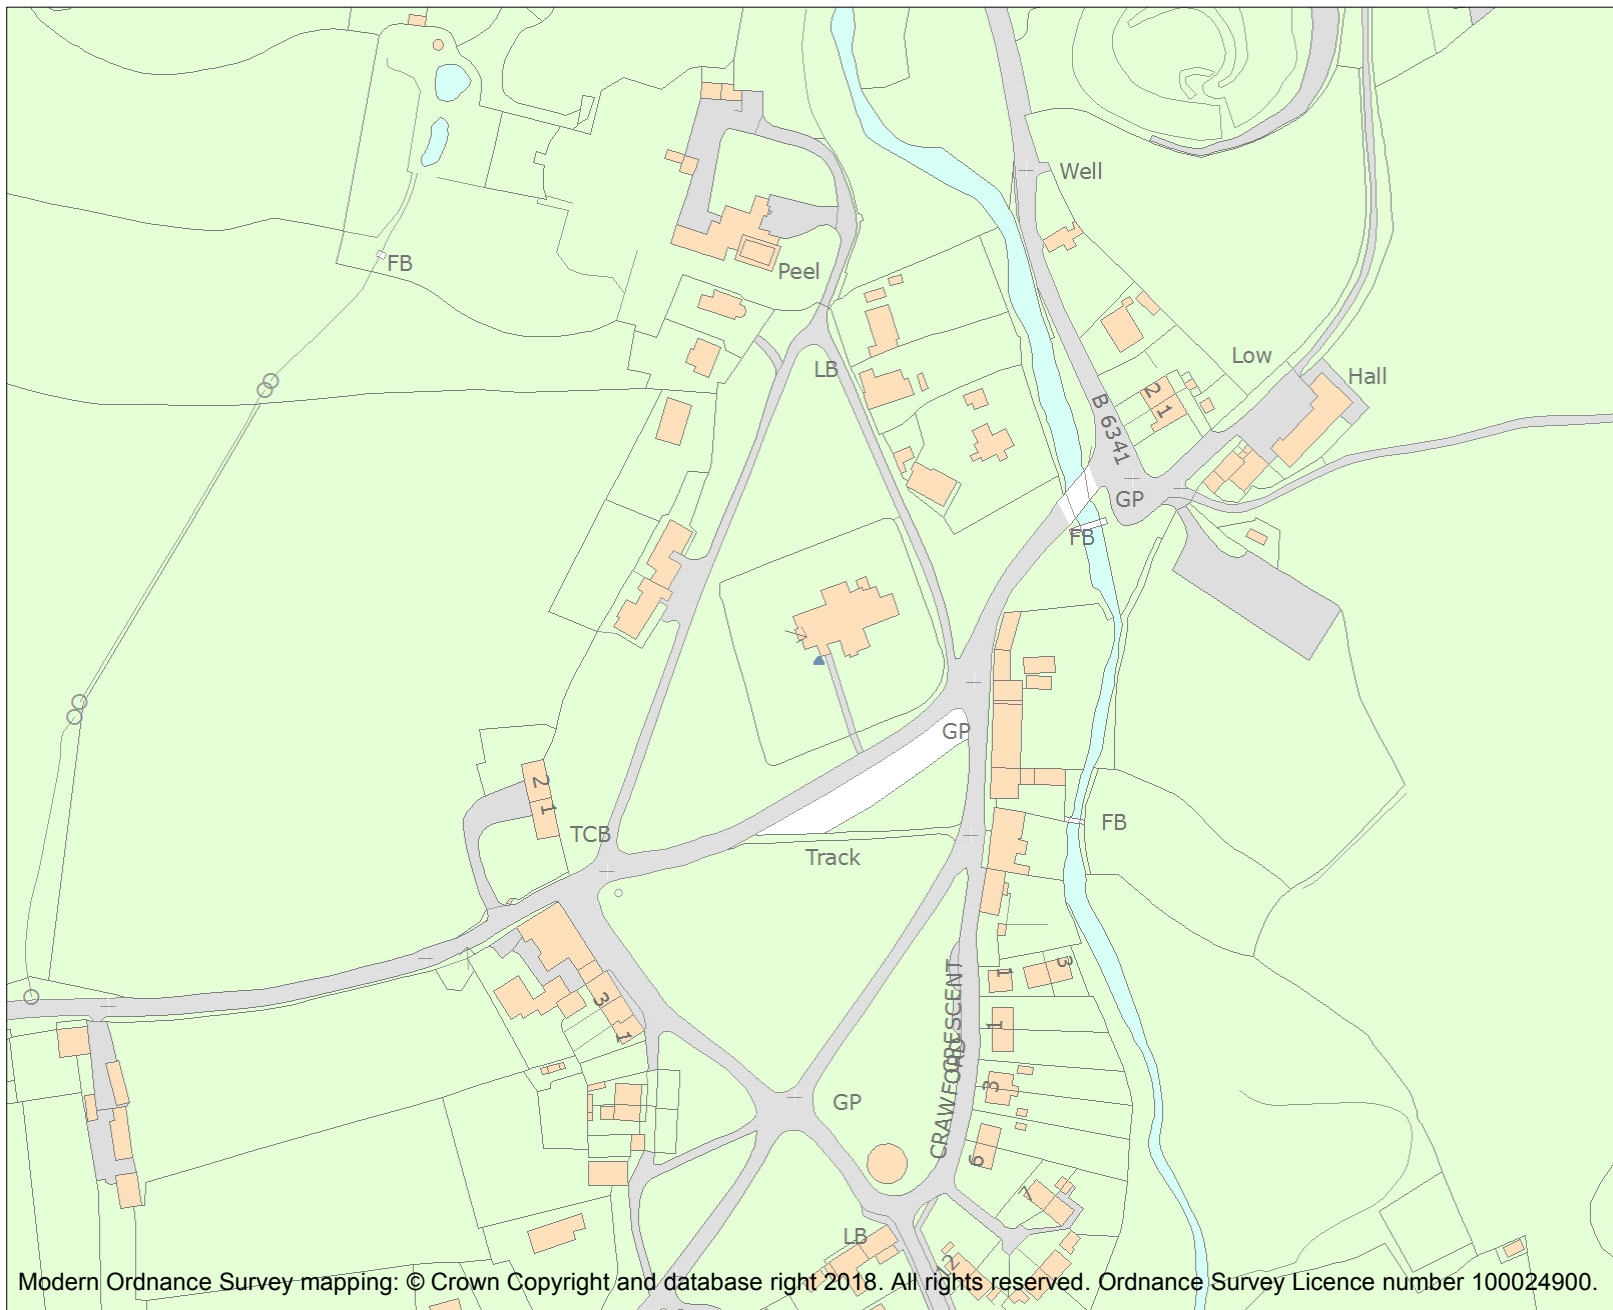 Well
FB
Peel
LB
Low
Hall
2
1
B 6341
GP
FB
GP
2
1
TCB
FB
Track
1
3
3
1
1
CRAWFORD
CRESCENT
3
GP
6
7
LB
12
Modern Ordnance Survey mapping: © Crown Copyright and database right 2018. All rights reserved. Ordnance Survey Licence number 100024900.